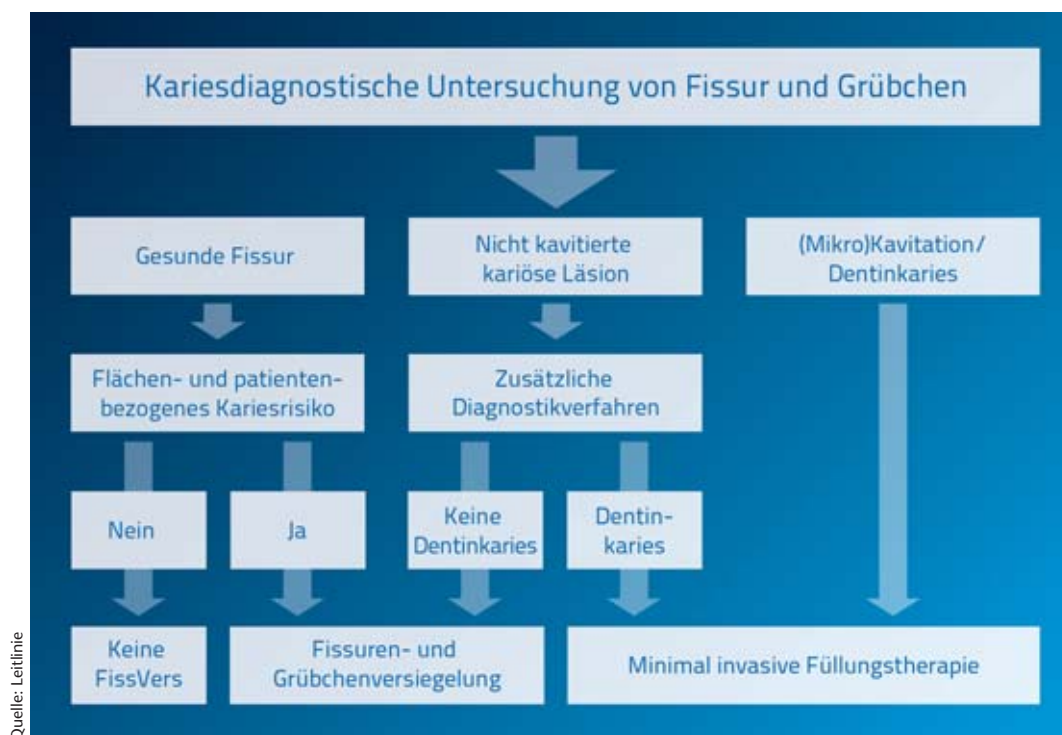 Kariesdiagnostische Untersuchung von Fissur und Grübchen
Gesunde Fissur
Nicht kavitierte
kariöse Läsion
(Mikro)Kavitation/
Dentinkaries
Flächen- und patienten-
bezogenes Kariesrisiko
Zusätzliche
Diagnostikverfahren
Nein
Ja
Keine
Dentinkaries
Dentin-
karies
Keine
FissVers
Fissuren- und
Grübchenversiegelung
Minimal invasive Füllungstherapie
Quelle: Leitlinie